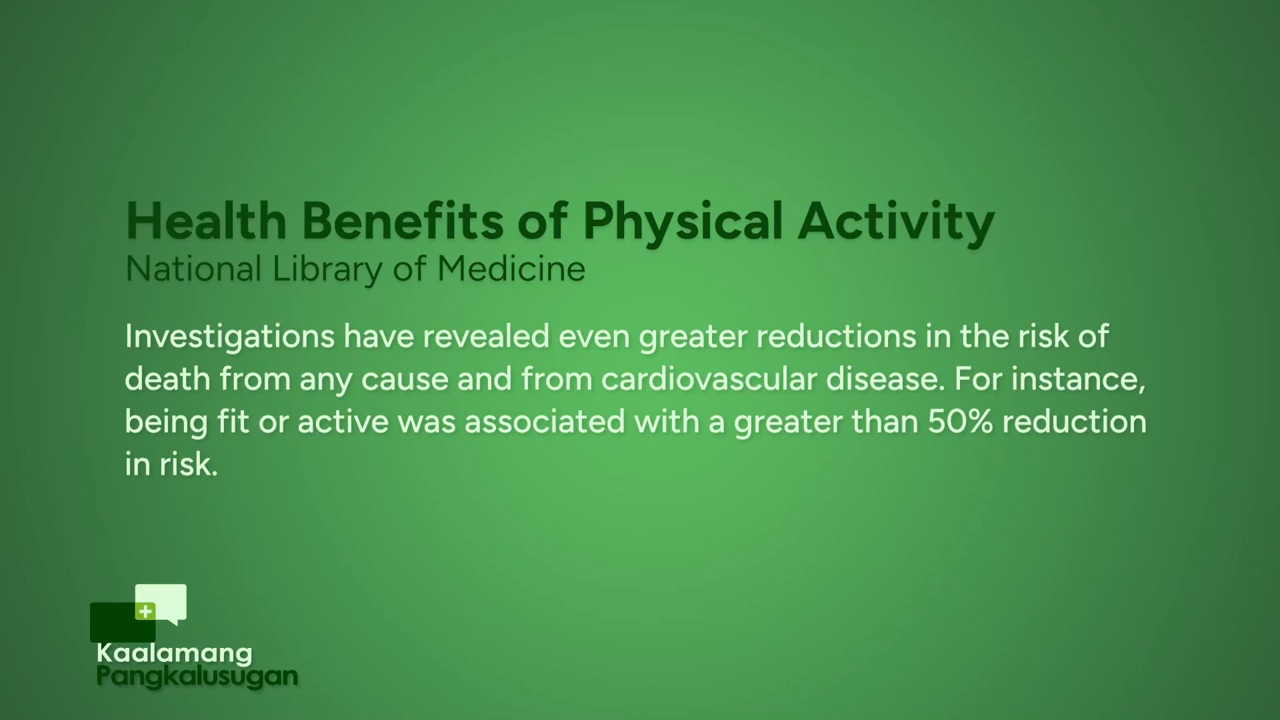 Health Benefits of Physical Activity
National Library of Medicine
Investigations have revealed even greater reductions in the risk of
death from any cause and from cardiovascular disease. For instance,
being fit or active was associated with a greater than 50% reduction
in risk.
Kaalamang
Pangkalusugan